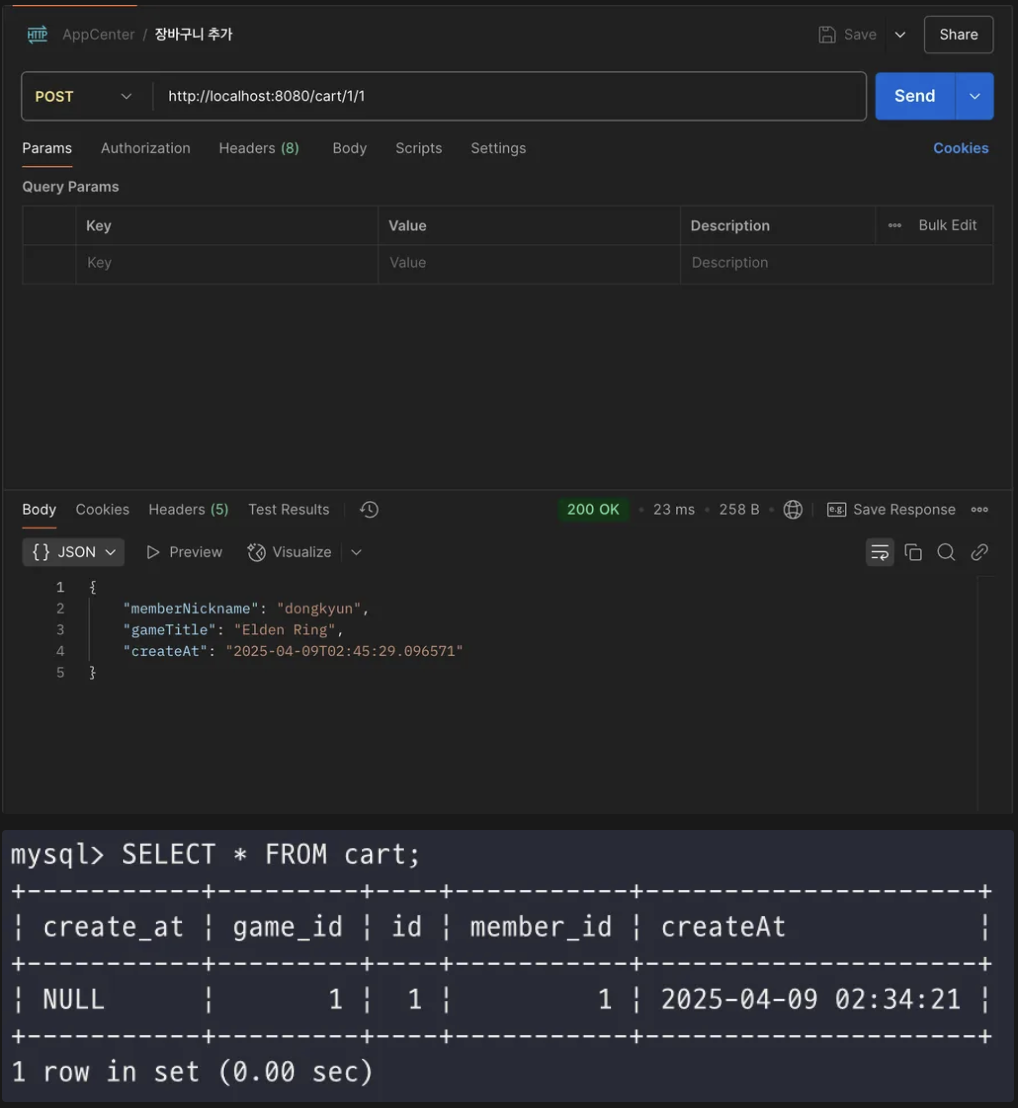 HTTP AppCenter / 장바구니 추가 Save Share
POST http://localhost:8080/cart/1/1 Send
Params Authorization Headers (8) Body Scripts Settings Cookies
Query Params
Key Value Description ••• Bulk Edit
Key Value Description
Body Cookies Headers (5) Test Results 200 OK • 23 ms • 258 B • e.g. Save Response •••
{} JSON Preview Visualize
1 {
2 "memberNickname": "dongkyun",
3 "gameTitle": "Elden Ring",
4 "createAt": "2025-04-09T02:45:29.096571"
5 }
mysql> SELECT * FROM cart;
+-----------+---------+----+-----------+---------------------+
¦ create_at ¦ game_id ¦ id ¦ member_id ¦ createAt            ¦
+-----------+---------+----+-----------+---------------------+
¦ NULL      ¦       1 ¦  1 ¦         1 ¦ 2025-04-09 02:34:21 ¦
+-----------+---------+----+-----------+---------------------+
1 row in set (0.00 sec)